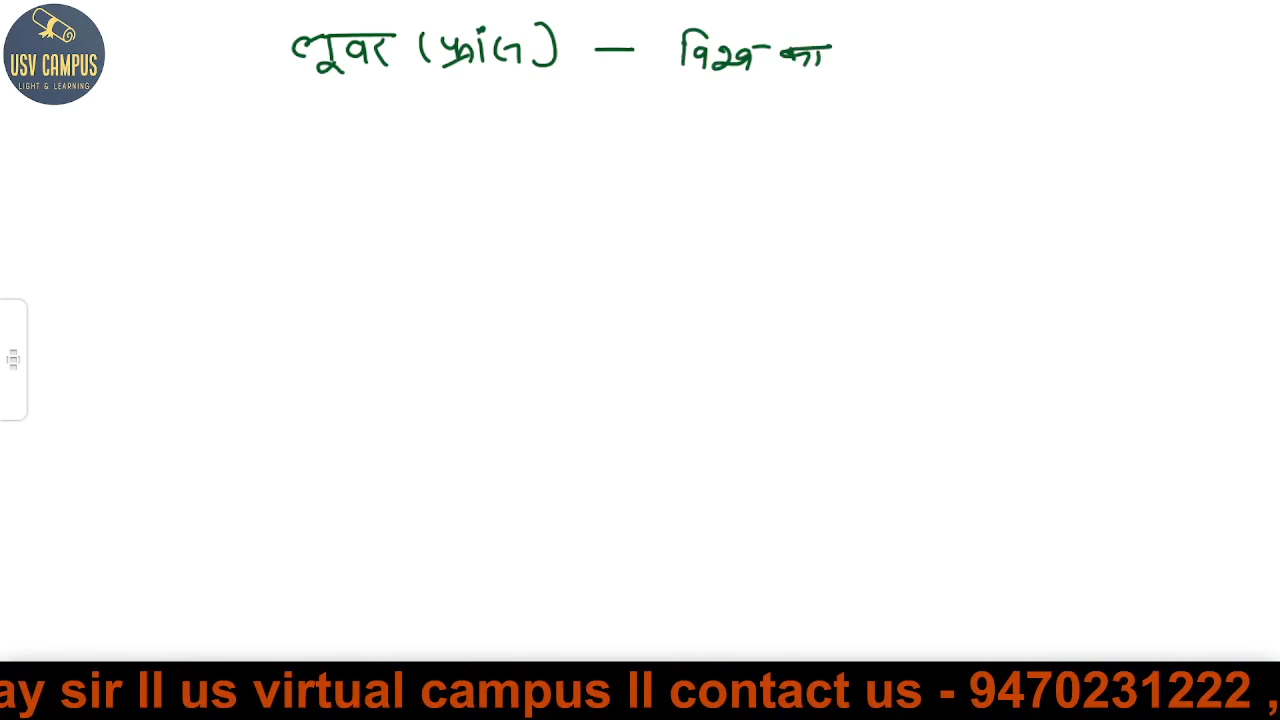 USV CAMPUS
LIGHT & LEARNING
लूवर (फ्रांस) — विश्व का
ay sir ll us virtual campus ll contact us - 9470231222 ,